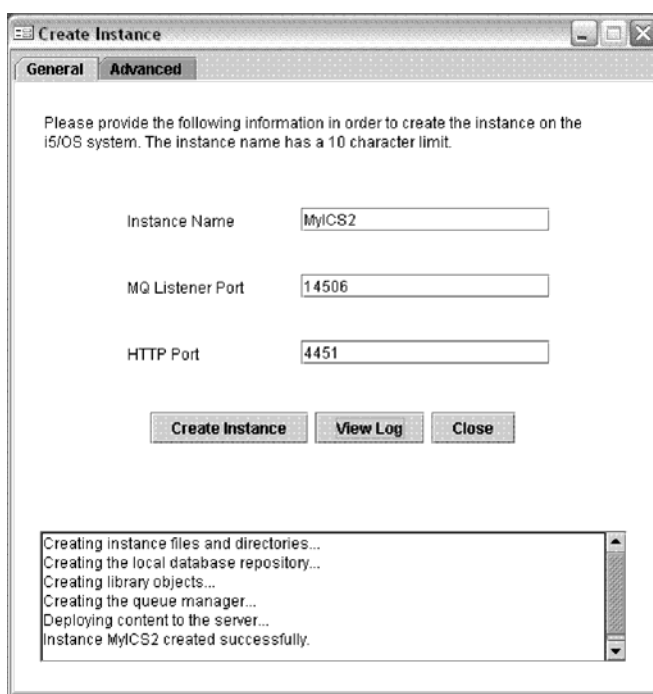 Create Instance
General Advanced
Please provide the following information in order to create the instance on the
i5/OS system. The instance name has a 10 character limit.
Instance Name MyICS2
MQ Listener Port 14506
HTTP Port 4451
Create Instance View Log Close
Creating instance files and directories...
Creating the local database repository...
Creating library objects...
Creating the queue manager...
Deploying content to the server...
Instance MyICS2 created successfully.